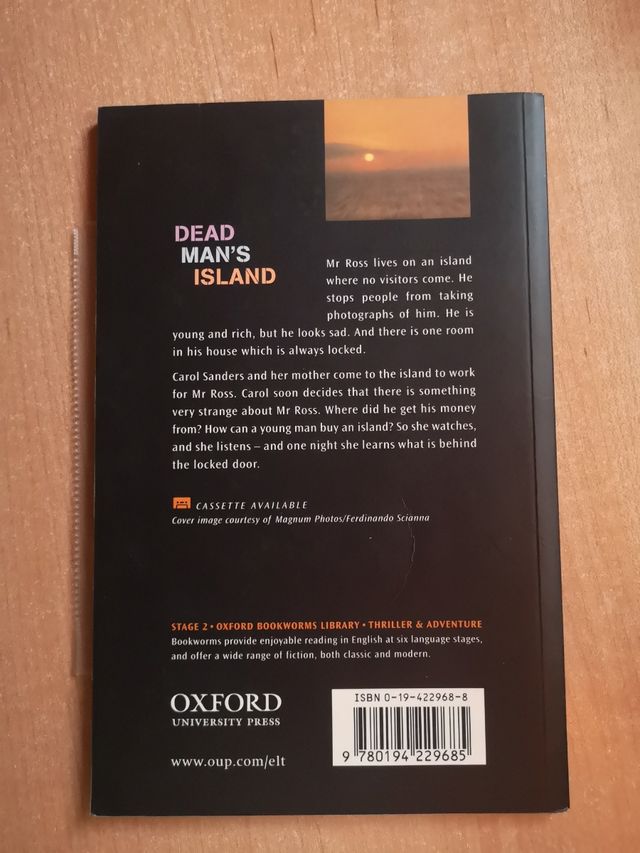 DEAD
MAN'S
ISLAND
Mr Ross lives on an island
where no visitors come. He
stops people from taking
photographs of him. He is
young and rich, but he looks sad. And there is one room
in his house which is always locked.
Carol Sanders and her mother come to the island to work
for Mr Ross. Carol soon decides that there is something
very strange about Mr Ross. Where did he get his money
from? How can a young man buy an island? So she watches,
and she listens – and one night she learns what is behind
the locked door.
CASSETTE AVAILABLE
Cover image courtesy of Magnum Photos/Ferdinando Scianna
STAGE 2 • OXFORD BOOKWORMS LIBRARY • THRILLER & ADVENTURE
Bookworms provide enjoyable reading in English at six language stages,
and offer a wide range of fiction, both classic and modern.
OXFORD
UNIVERSITY PRESS
www.oup.com/elt
ISBN 0-19-422968-8
9 780194 229685